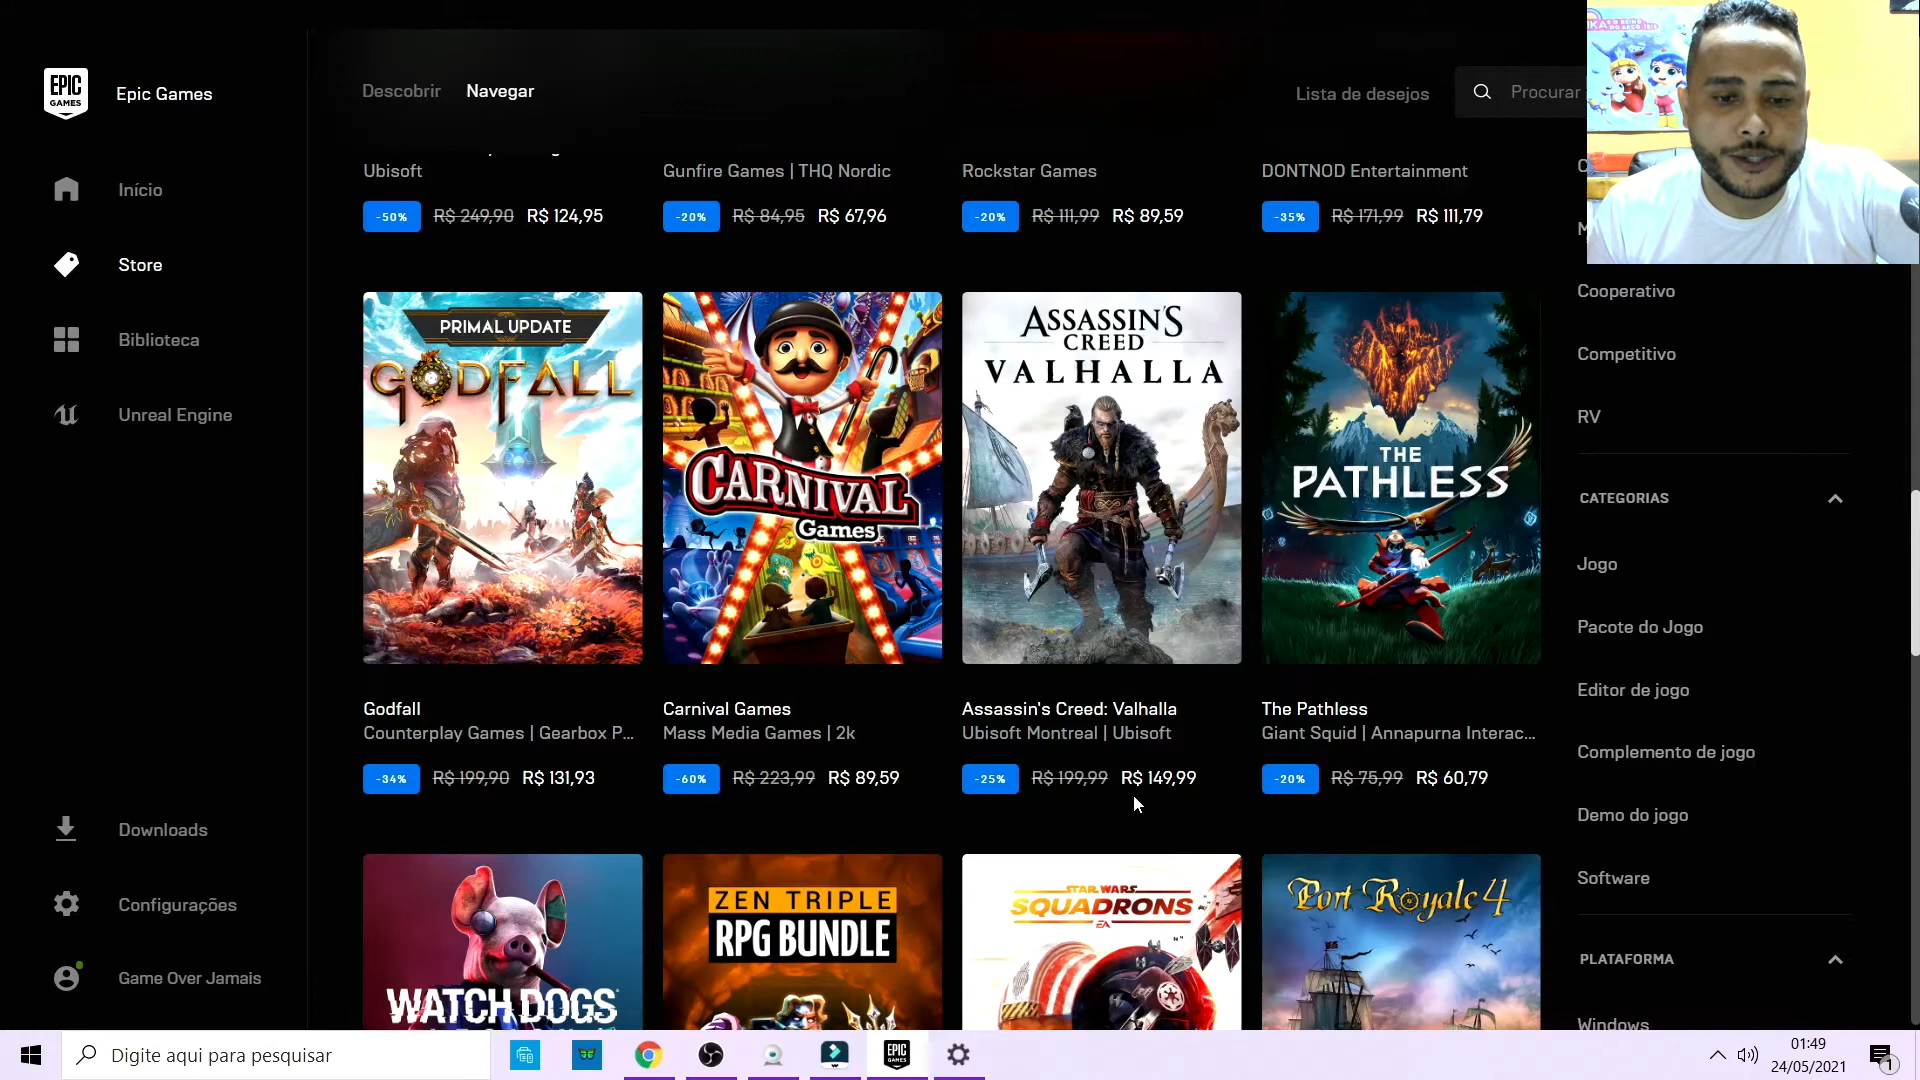 EPIC
GAMES
Epic Games
Descobrir
Navegar
Lista de desejos
Procurar
Início
Store
Biblioteca
Unreal Engine
Downloads
Configurações
Game Over Jamais
Ubisoft
Gunfire Games | THQ Nordic
Rockstar Games
DONTNOD Entertainment
-50% R$ 249,90 R$ 124,95
-20% R$ 84,95 R$ 67,96
-20% R$ 111,99 R$ 89,59
-35% R$ 171,99 R$ 111,79
PRIMAL UPDATE
GODFALL
CARNIVAL
Games
ASSASSIN'S
CREED
VALHALLA
THE
PATHLESS
Godfall
Counterplay Games | Gearbox P...
-34% R$ 199,90 R$ 131,93
Carnival Games
Mass Media Games | 2k
-60% R$ 223,99 R$ 89,59
Assassin's Creed: Valhalla
Ubisoft Montreal | Ubisoft
-25% R$ 199,99 R$ 149,99
The Pathless
Giant Squid | Annapurna Interac...
-20% R$ 75,99 R$ 60,79
WATCH DOGS
ZEN TRIPLE
RPG BUNDLE
STAR WARS
SQUADRONS
EA
Port Royale 4
Cooperativo
Competitivo
RV
CATEGORIAS
Jogo
Pacote do Jogo
Editor de jogo
Complemento de jogo
Demo do jogo
Software
PLATAFORMA
Windows
Digite aqui para pesquisar
EPIC
GAMES
01:49
24/05/2021
1